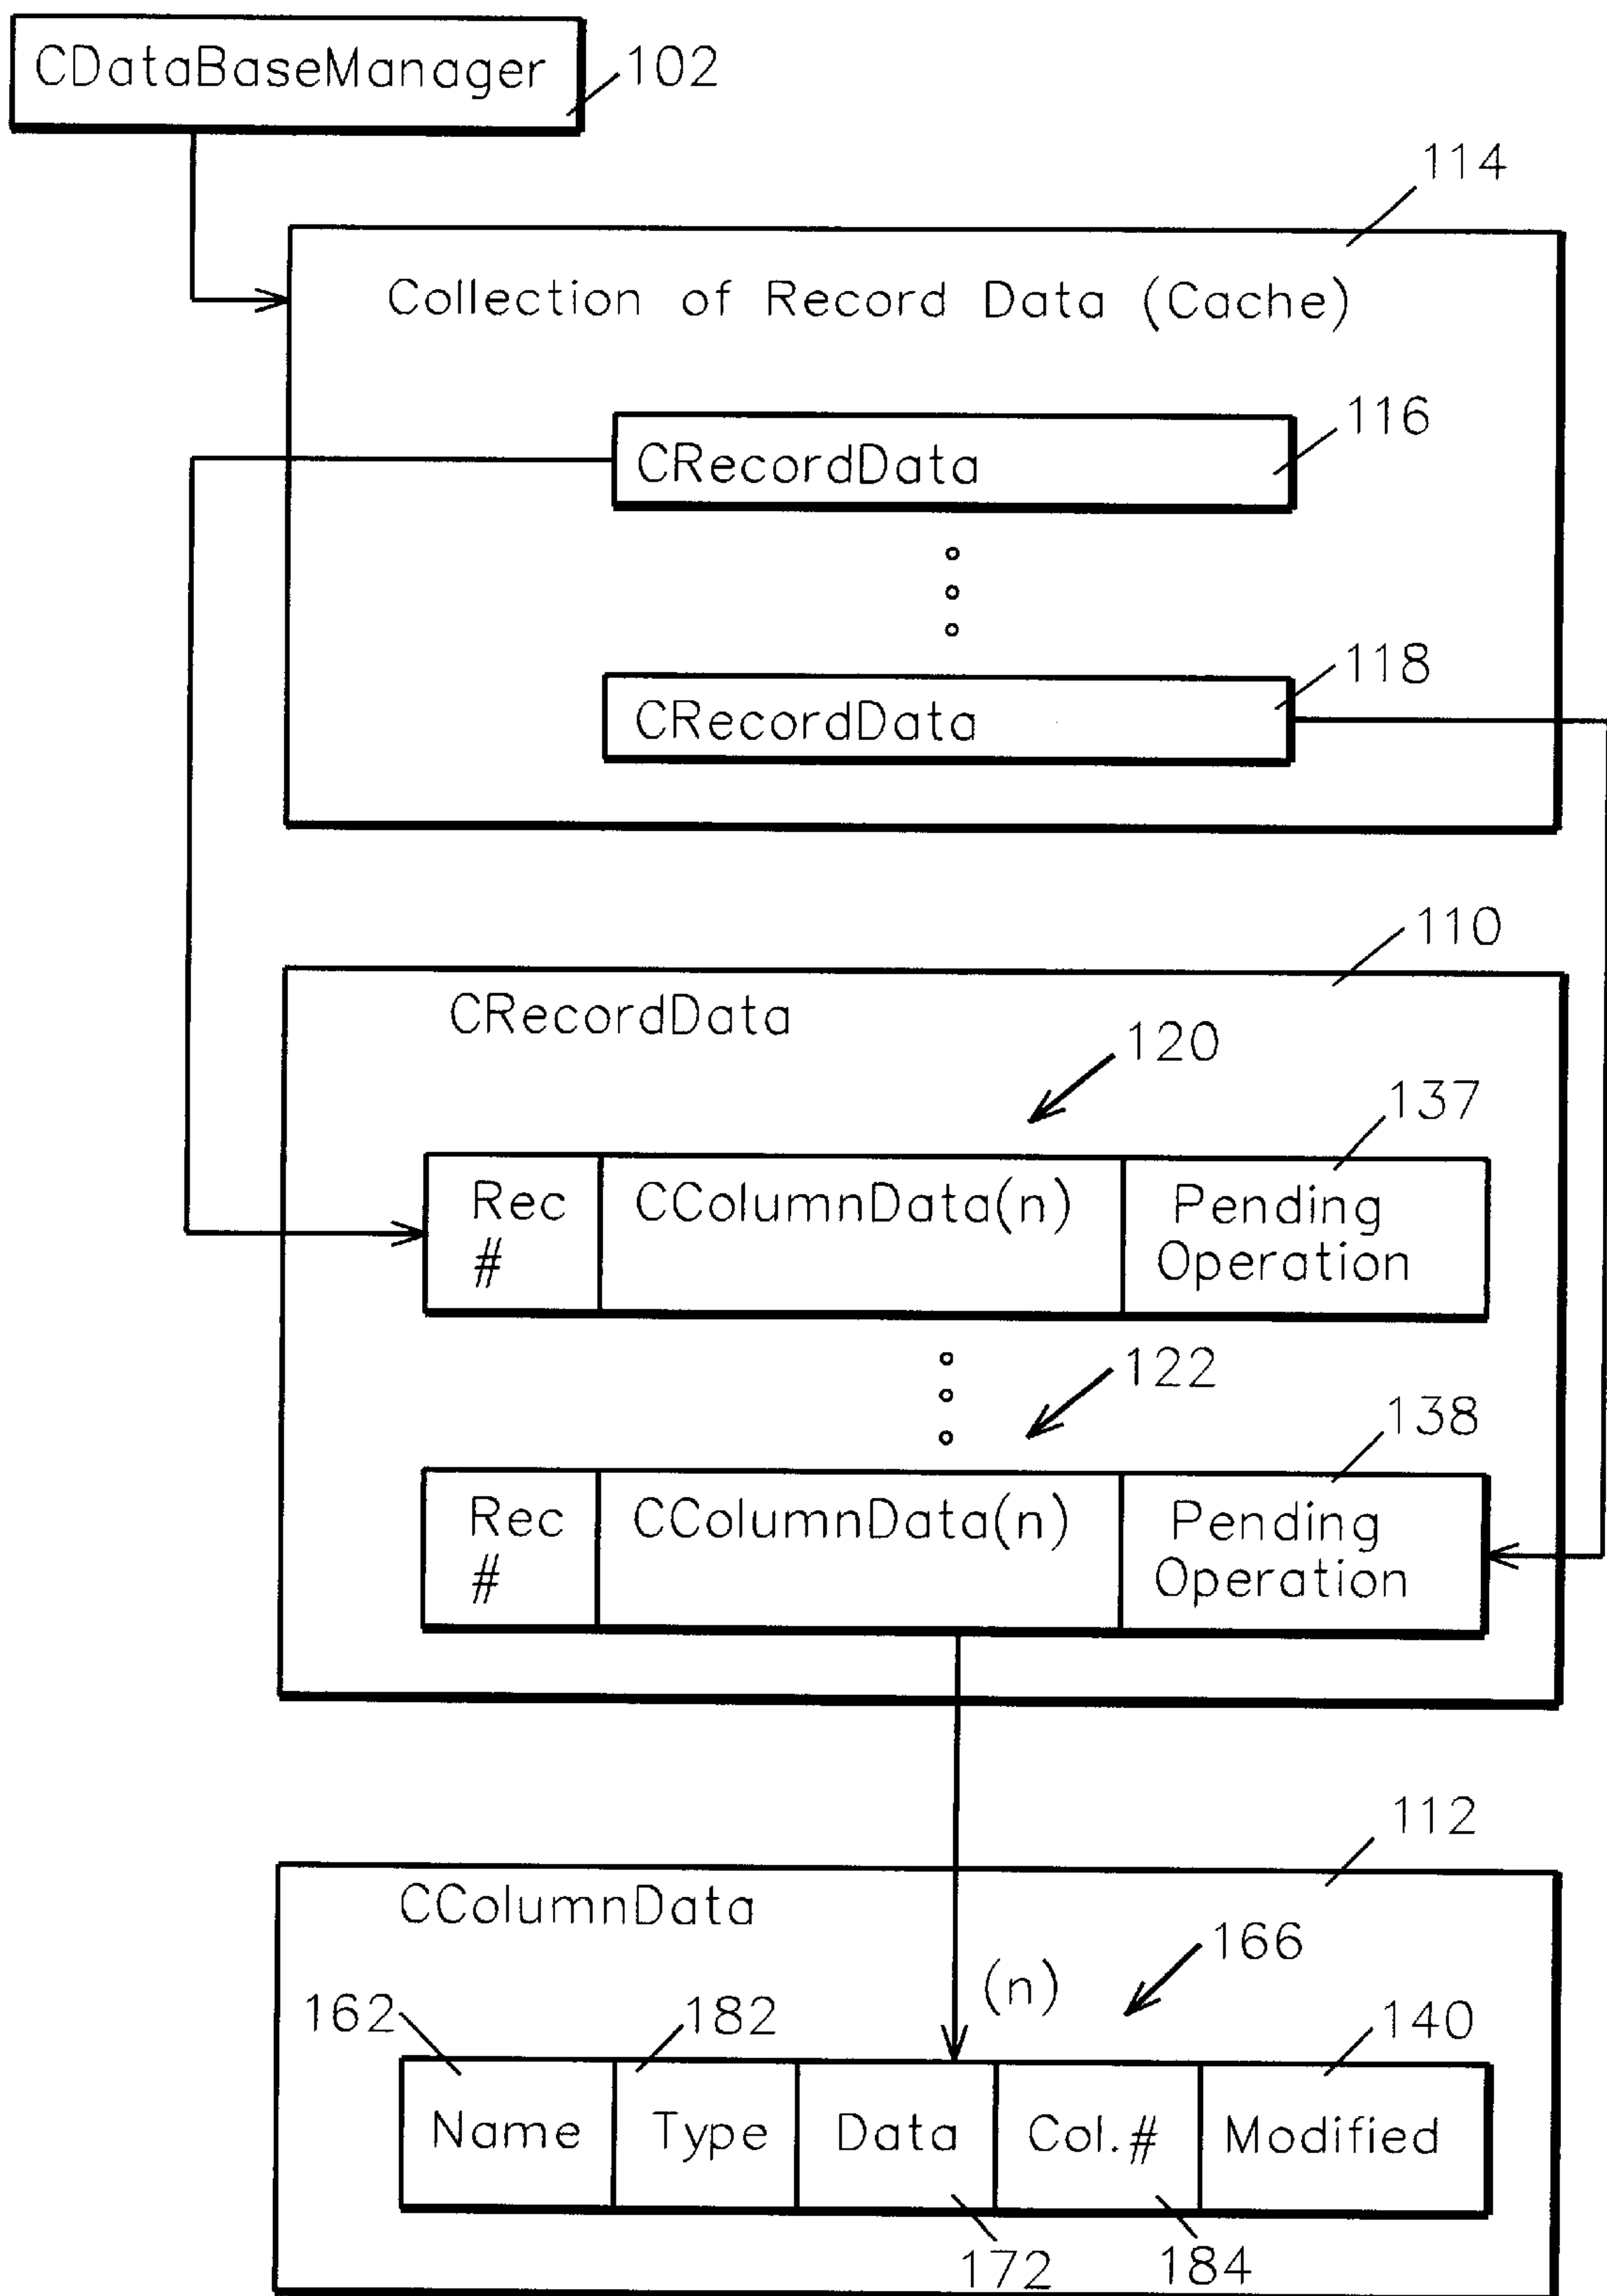 CDataBaseManager
102
114
Collection of Record Data (Cache)
116
CRecordData
118
CRecordData
110
CRecordData
120
137
Rec
#
CColumnData(n)
Pending
Operation
122
138
Rec
#
CColumnData(n)
Pending
Operation
112
CColumnData
166
(n)
162
182
140
Name
Type
Data
Col.#
Modified
172
184